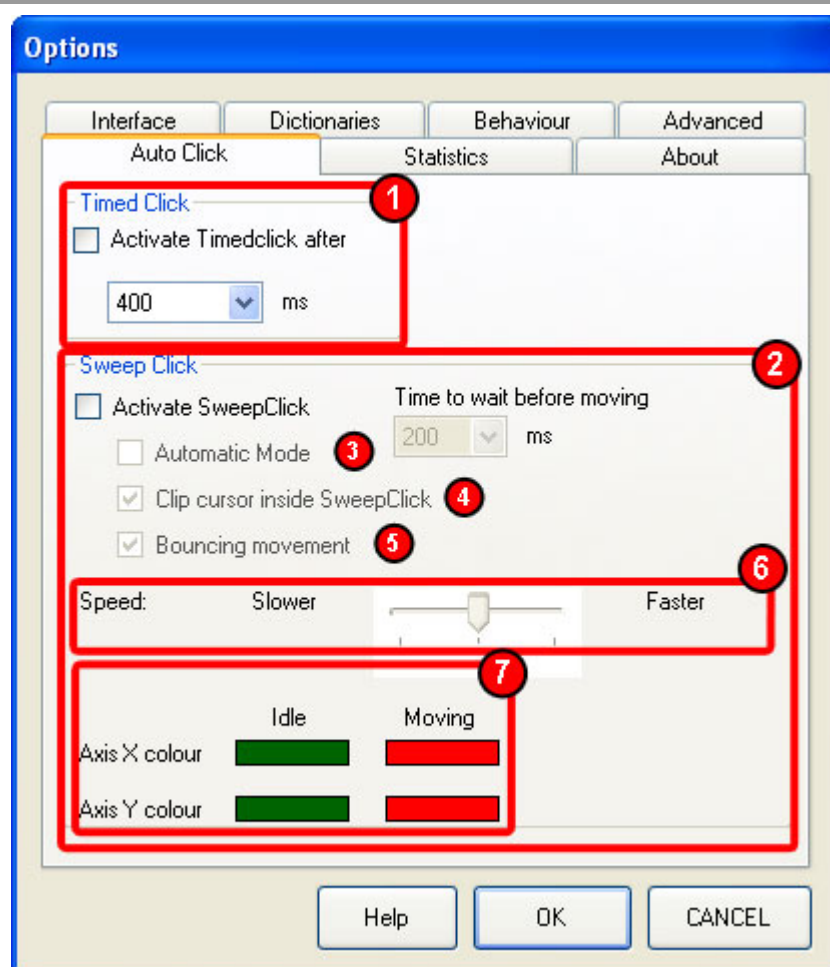 Options
Interface Dictionaries Behaviour Advanced
Auto Click Statistics About
1
Timed Click
Activate Timedclick after
400 ms
2
Sweep Click
Activate SweepClick Time to wait before moving
200 ms
Automatic Mode 3
Clip cursor inside SweepClick 4
Bouncing movement 5
6
Speed: Slower Faster
7
Idle Moving
Axis X colour
Axis Y colour
Help OK CANCEL